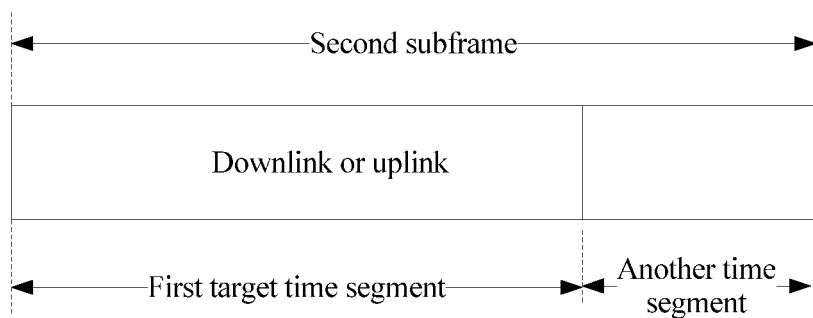 Second subframe
Downlink or uplink
First target time segment
Another time
segment